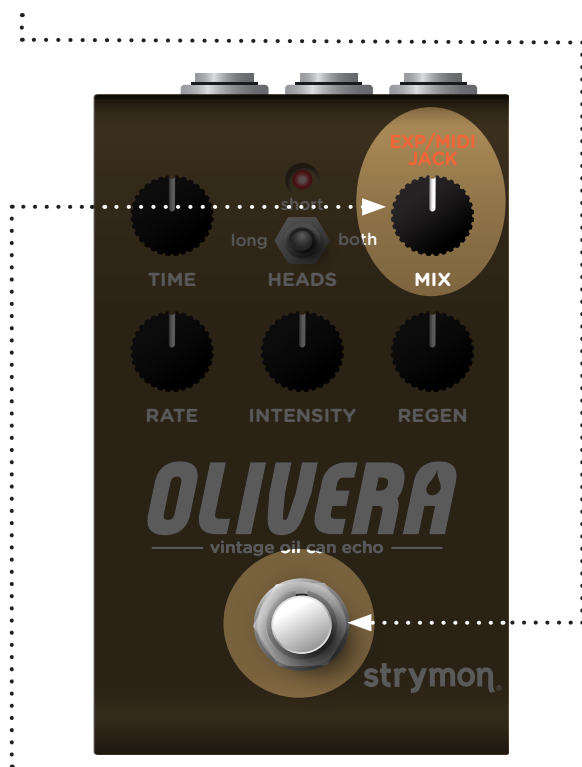 EXP/MIDI
JACK
short
long
both
TIME
HEADS
MIX
RATE
INTENSITY
REGEN
OLIVERA
vintage oil can echo
strymon®